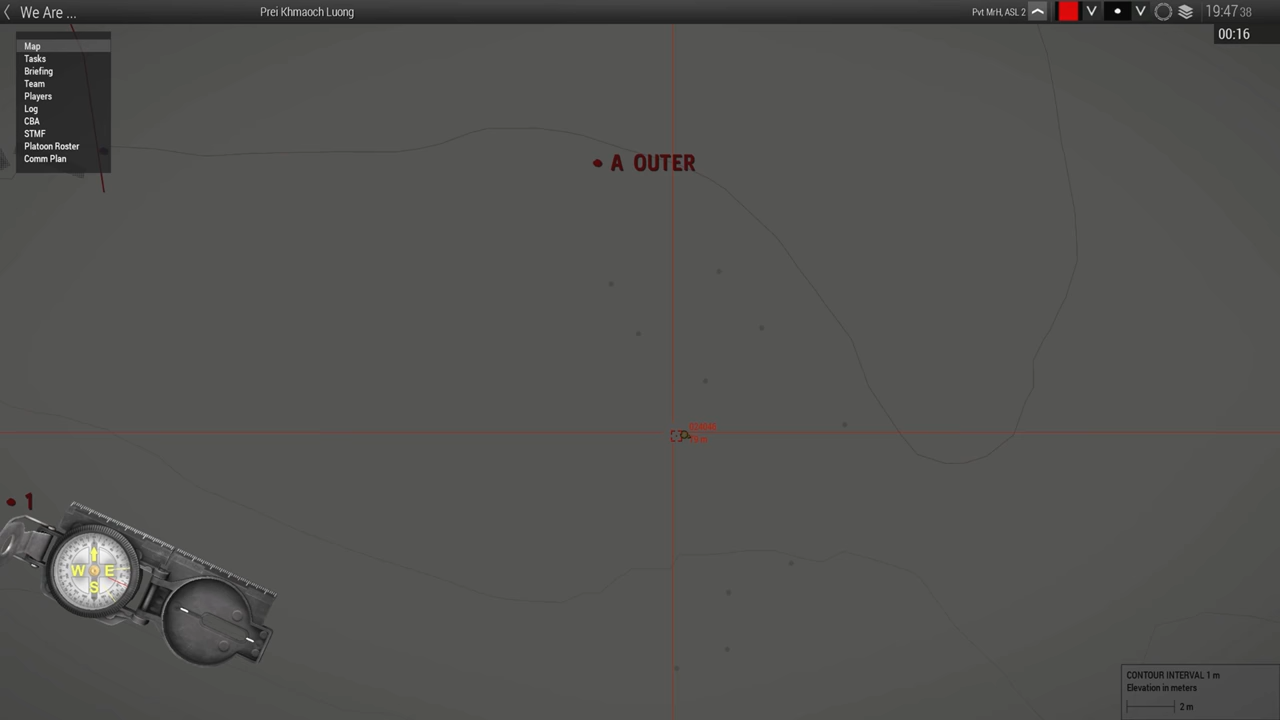 We Are ...
Prei Khmaoch Luong
Pvt MrH, ASL 2
19:47 38
00:16
Map
Tasks
Briefing
Team
Players
Log
CBA
STMF
Platoon Roster
Comm Plan
A OUTER
1
W E
S
CONTOUR INTERVAL 1 m
Elevation in meters
2 m